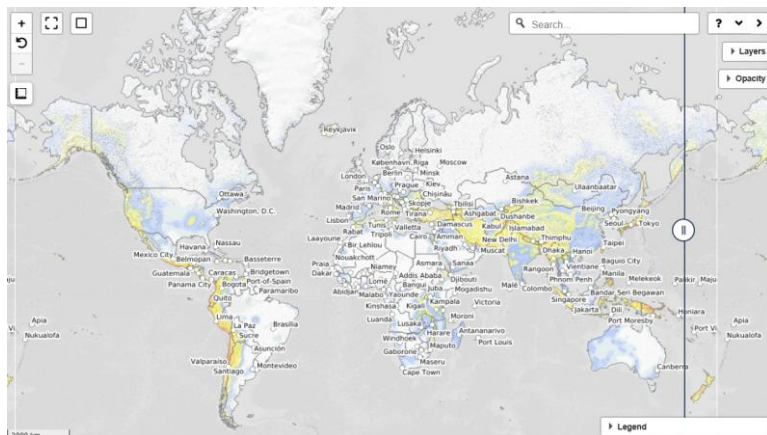 Search...
?
Layers
Opacity
Reykjavik
Oslo
Helsinki
København
Riga
Moscow
London
Berlin
Minsk
Paris
Prague
Kiev
Astana
Ulaanbaatar
Ottawa
San Marino
Chișinău
Skopje
Tbilisi
Bishkek
Madrid
Rome
Tirana
Ashgabat
Dushanbe
Beijing
Pyongyang
Washington, D.C.
Lisbon
Tunis
Damascus
Kabul
Islamabad
Seoul
Tokyo
Rabat
Valletta
Tripoli
Cairo
Amman
New Delhi
Thimphu
Laayoune
Bir Lehlou
Riyadh
Muscat
Dhaka
Hanoi
Taipei
Havana
Nassau
Mexico City
Belmopan
Basseterre
Nouakchott
Asmara
Sanaa
Rangoon
Vientiane
Baguio City
Guatemala
Caracas
Bridgetown
Praia
Dakar
Niamey
Addis Ababa
Djibouti
Phnom Penh
Manila
Melekeok
Palikir
Maju
Panama City
Bogota
Port-of-Spain
Paramaribo
Abidjan
Lomé
Malabo
Bangui
Yaounde
Juba
Mogadishu
Malé
Colombo
Bandar Seri Begawan
Quito
Kinshasa
Kigali
Kampala
Victoria
Singapore
Jakarta
Dili
Honiara
Lima
La Paz
Brasília
Luanda
Lusaka
Moroni
Port Moresby
Apia
Sucre
Harare
Antananarivo
Port Vi
Nukualofa
Asunción
Windhoek
Gaborone
Maputo
Port Louis
Valparaíso
Santiago
Montevideo
Maseru
Cape Town
Canberra
Legend